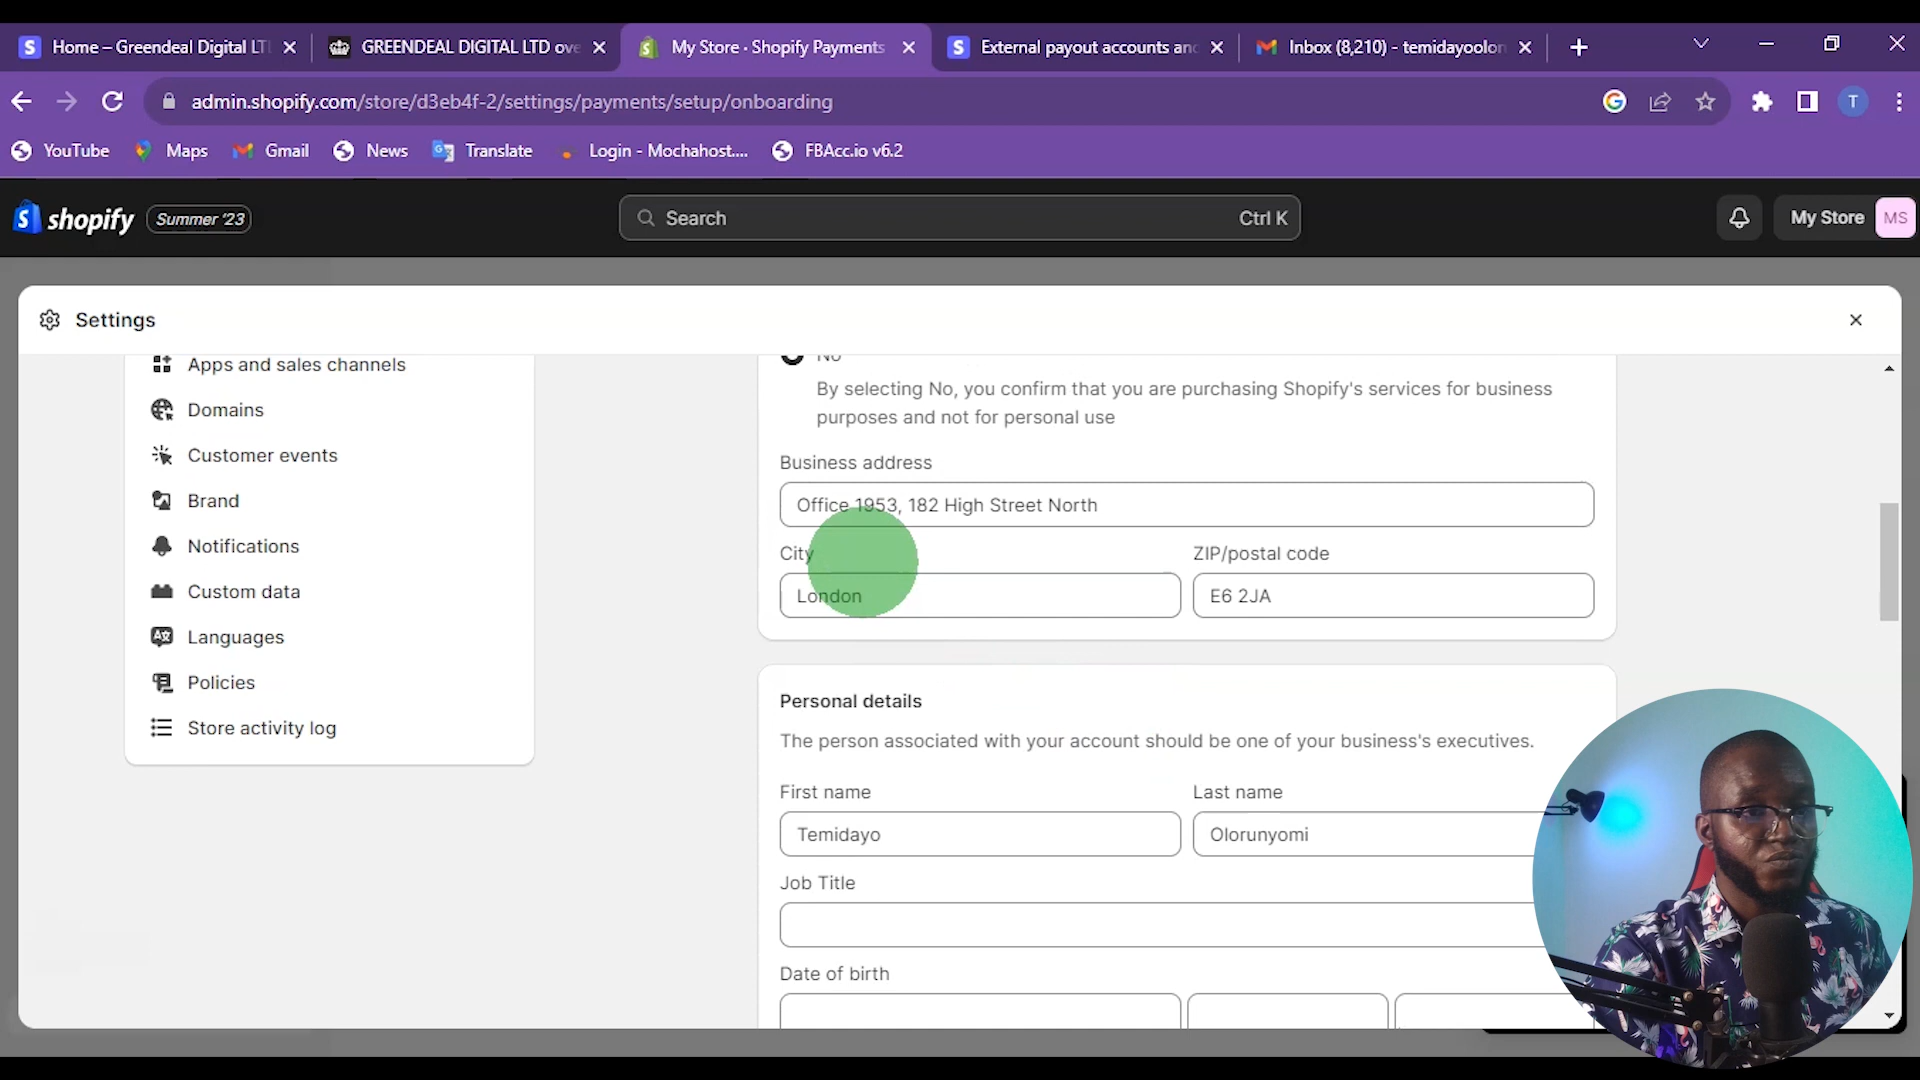 Home – Greendeal Digital LT
GREENDEAL DIGITAL LTD ove
My Store · Shopify Payments
External payout accounts and
Inbox (8,210) - temidayoolor
admin.shopify.com/store/d3eb4f-2/settings/payments/setup/onboarding
T
YouTube
Maps
Gmail
News
Translate
Login - Mochahost....
FBAcc.io v6.2
shopify
Summer '23
Search
Ctrl K
My Store
MS
Settings
Apps and sales channels
Domains
Customer events
Brand
Notifications
Custom data
Languages
Policies
Store activity log
No
By selecting No, you confirm that you are purchasing Shopify's services for business
purposes and not for personal use
Business address
Office 1953, 182 High Street North
City
ZIP/postal code
London
E6 2JA
Personal details
The person associated with your account should be one of your business's executives.
First name
Last name
Temidayo
Olorunyomi
Job Title
Date of birth